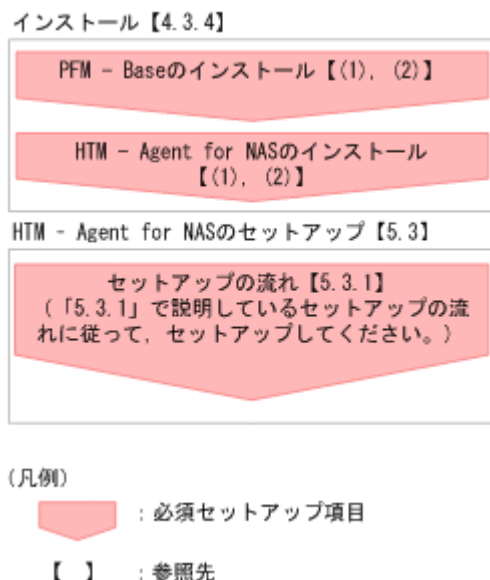 インストール【4.3.4】
PFM - Baseのインストール【(1), (2)】
HTM - Agent for NASのインストール
【(1), (2)】
HTM - Agent for NASのセットアップ【5.3】
セットアップの流れ【5.3.1】
(「5.3.1」で説明しているセットアップの流
れに従って, セットアップしてください。)
(凡例)
:必須セットアップ項目
【 】 :参照先